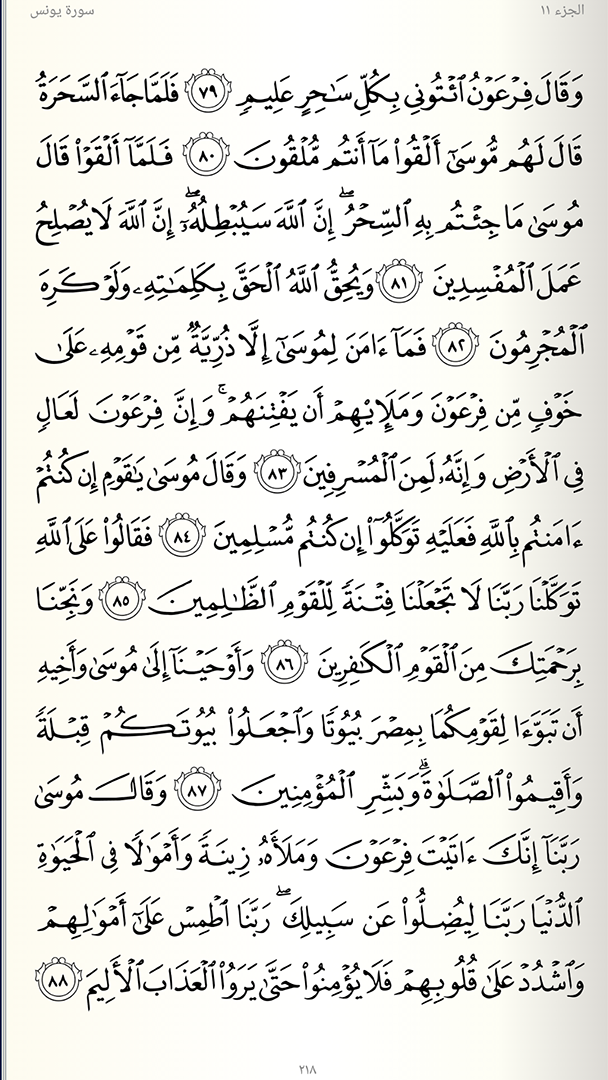 الجزء ١١ سورة يونس
وَقَالَ فِرۡعَوۡنُ ٱئۡتُونِي بِكُلِّ سَٰحِرٍ عَلِيمٖ ٧٩ فَلَمَّا جَآءَ ٱلسَّحَرَةُ
قَالَ لَهُم مُّوسَىٰٓ أَلۡقُواْ مَآ أَنتُم مُّلۡقُونَ ٨٠ فَلَمَّآ أَلۡقَوۡاْ قَالَ
مُوسَىٰ مَا جِئۡتُم بِهِ ٱلسِّحۡرُۖ إِنَّ ٱللَّهَ سَيُبۡطِلُهُۥٓۖ إِنَّ ٱللَّهَ لَا يُصۡلِحُ
عَمَلَ ٱلۡمُفۡسِدِينَ ٨١ وَيُحِقُّ ٱللَّهُ ٱلۡحَقَّ بِكَلِمَٰتِهِۦ وَلَوۡ كَرِهَ
ٱلۡمُجۡرِمُونَ ٨٢ فَمَآ ءَامَنَ لِمُوسَىٰٓ إِلَّا ذُرِّيَّةٞ مِّن قَوۡمِهِۦ عَلَىٰ
خَوۡفٖ مِّن فِرۡعَوۡنَ وَمَلَإِيْهِمۡ أَن يَفۡتِنَهُمۡۚ وَإِنَّ فِرۡعَوۡنَ لَعَالٖ
فِي ٱلۡأَرۡضِ وَإِنَّهُۥ لَمِنَ ٱلۡمُسۡرِفِينَ ٨٣ وَقَالَ مُوسَىٰ يَٰقَوۡمِ إِن كُنتُمۡ
ءَامَنتُم بِٱللَّهِ فَعَلَيۡهِ تَوَكَّلُوٓاْ إِن كُنتُم مُّسۡلِمِينَ ٨٤ فَقَالُواْ عَلَى ٱللَّهِ
تَوَكَّلۡنَا رَبَّنَا لَا تَجۡعَلۡنَا فِتۡنَةٗ لِّلۡقَوۡمِ ٱلظَّٰلِمِينَ ٨٥ وَنَجِّنَا
بِرَحۡمَتِكَ مِنَ ٱلۡقَوۡمِ ٱلۡكَٰفِرِينَ ٨٦ وَأَوۡحَيۡنَآ إِلَىٰ مُوسَىٰ وَأَخِيهِ
أَن تَبَوَّءَا لِقَوۡمِكُمَا بِمِصۡرَ بُيُوتٗا وَٱجۡعَلُواْ بُيُوتَكُمۡ قِبۡلَةٗ
وَأَقِيمُواْ ٱلصَّلَوٰةَۗ وَبَشِّرِ ٱلۡمُؤۡمِنِينَ ٨٧ وَقَالَ مُوسَىٰ
رَبَّنَآ إِنَّكَ ءَاتَيۡتَ فِرۡعَوۡنَ وَمَلَأَهُۥ زِينَةٗ وَأَمۡوَٰلٗا فِي ٱلۡحَيَوٰةِ
ٱلدُّنۡيَا رَبَّنَا لِيُضِلُّواْ عَن سَبِيلِكَۖ رَبَّنَا ٱطۡمِسۡ عَلَىٰٓ أَمۡوَٰلِهِمۡ
وَٱشۡدُدۡ عَلَىٰ قُلُوبِهِمۡ فَلَا يُؤۡمِنُواْ حَتَّىٰ يَرَوُاْ ٱلۡعَذَابَ ٱلۡأَلِيمَ ٨٨
٢١٨